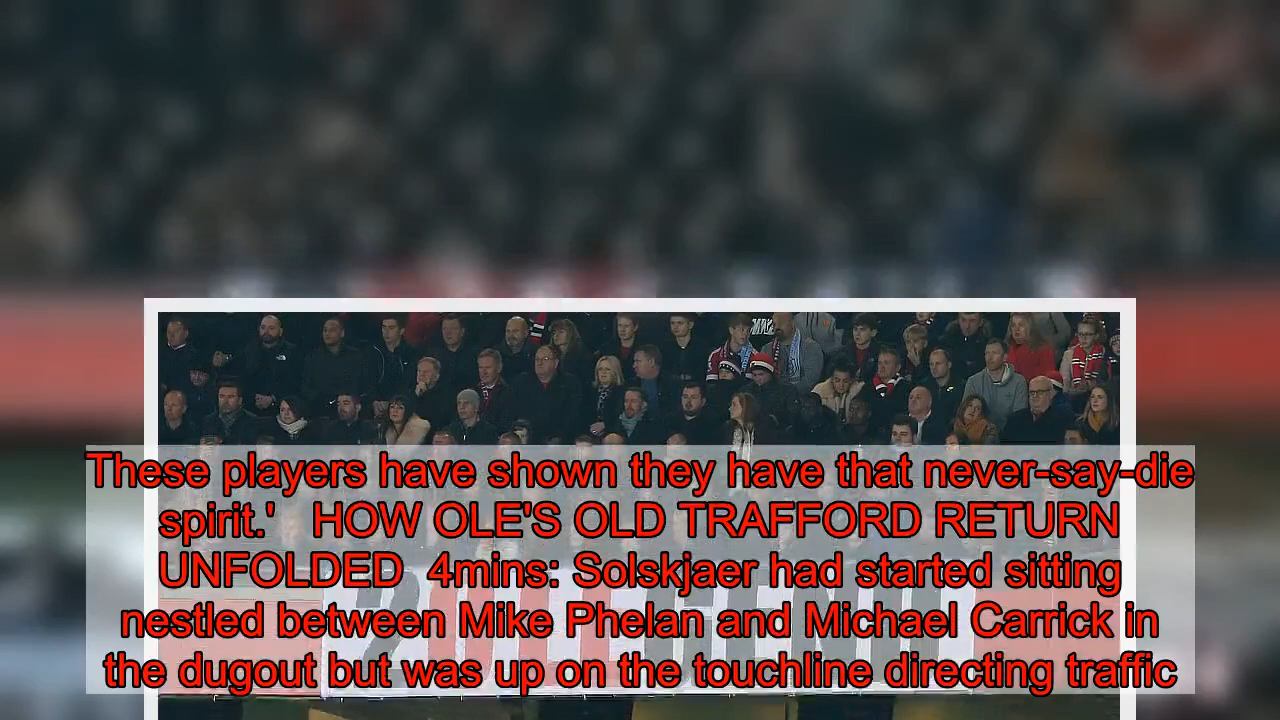 These players have shown they have that never-say-die
spirit.' HOW OLE'S OLD TRAFFORD RETURN
UNFOLDED 4mins: Solskjaer had started sitting
nestled between Mike Phelan and Michael Carrick in
the dugout but was up on the touchline directing traffic